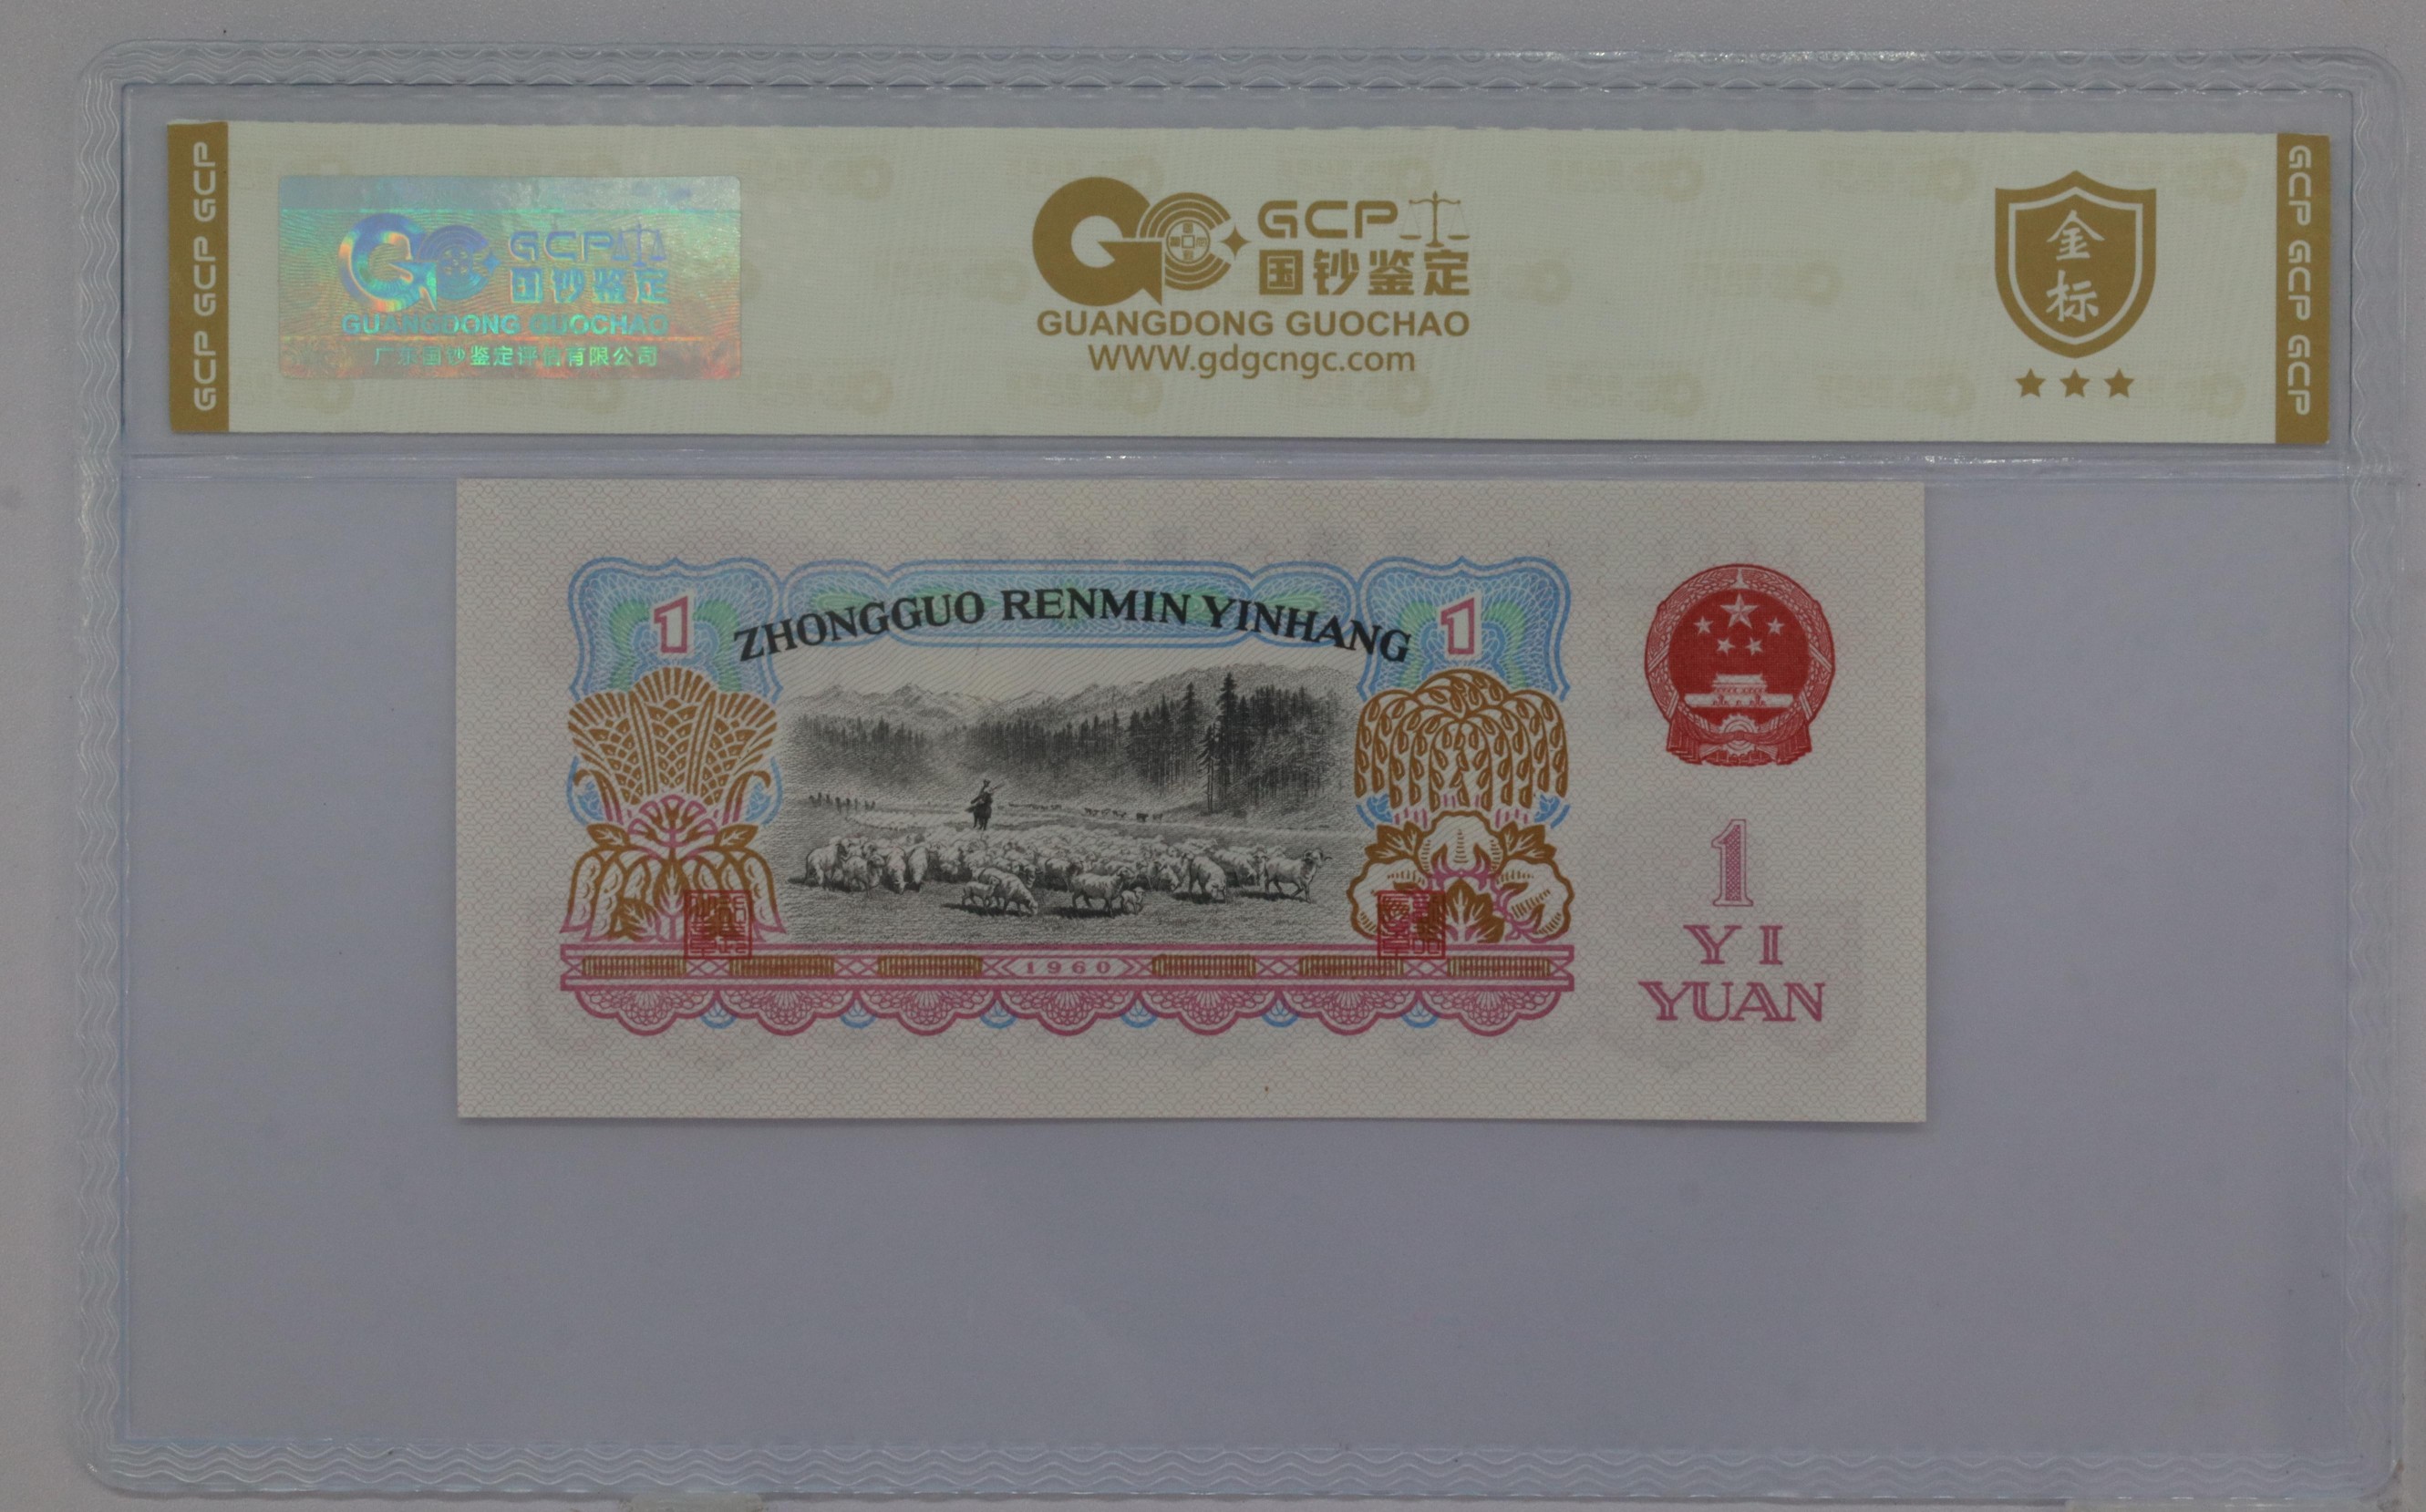 GCP GCP GCP
GCP
国钞鉴定
GUANGDONG GUOCHAO
广东国钞鉴定评估有限公司
GCP
国钞鉴定
GUANGDONG GUOCHAO
WWW.gdgcngc.com
金
标
GCP GCP GCP
1
ZHONGGUO RENMIN YINHANG
1
1960
1
YI
YUAN